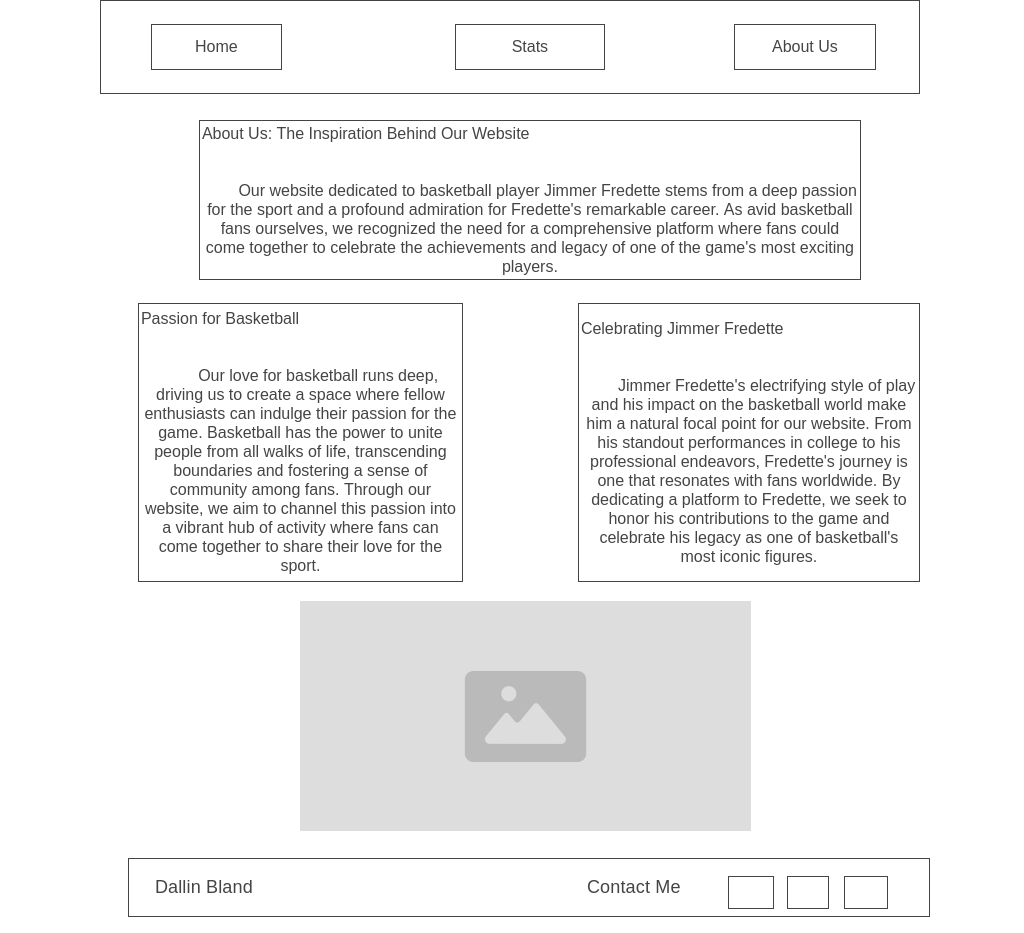 Home
Stats
About Us
About Us: The Inspiration Behind Our Website
Our website dedicated to basketball player Jimmer Fredette stems from a deep passion
for the sport and a profound admiration for Fredette's remarkable career. As avid basketball
fans ourselves, we recognized the need for a comprehensive platform where fans could
come together to celebrate the achievements and legacy of one of the game's most exciting
players.
Passion for Basketball
Our love for basketball runs deep,
driving us to create a space where fellow
enthusiasts can indulge their passion for the
game. Basketball has the power to unite
people from all walks of life, transcending
boundaries and fostering a sense of
community among fans. Through our
website, we aim to channel this passion into
a vibrant hub of activity where fans can
come together to share their love for the
sport.
Celebrating Jimmer Fredette
Jimmer Fredette's electrifying style of play
and his impact on the basketball world make
him a natural focal point for our website. From
his standout performances in college to his
professional endeavors, Fredette's journey is
one that resonates with fans worldwide. By
dedicating a platform to Fredette, we seek to
honor his contributions to the game and
celebrate his legacy as one of basketball's
most iconic figures.
Dallin Bland
Contact Me